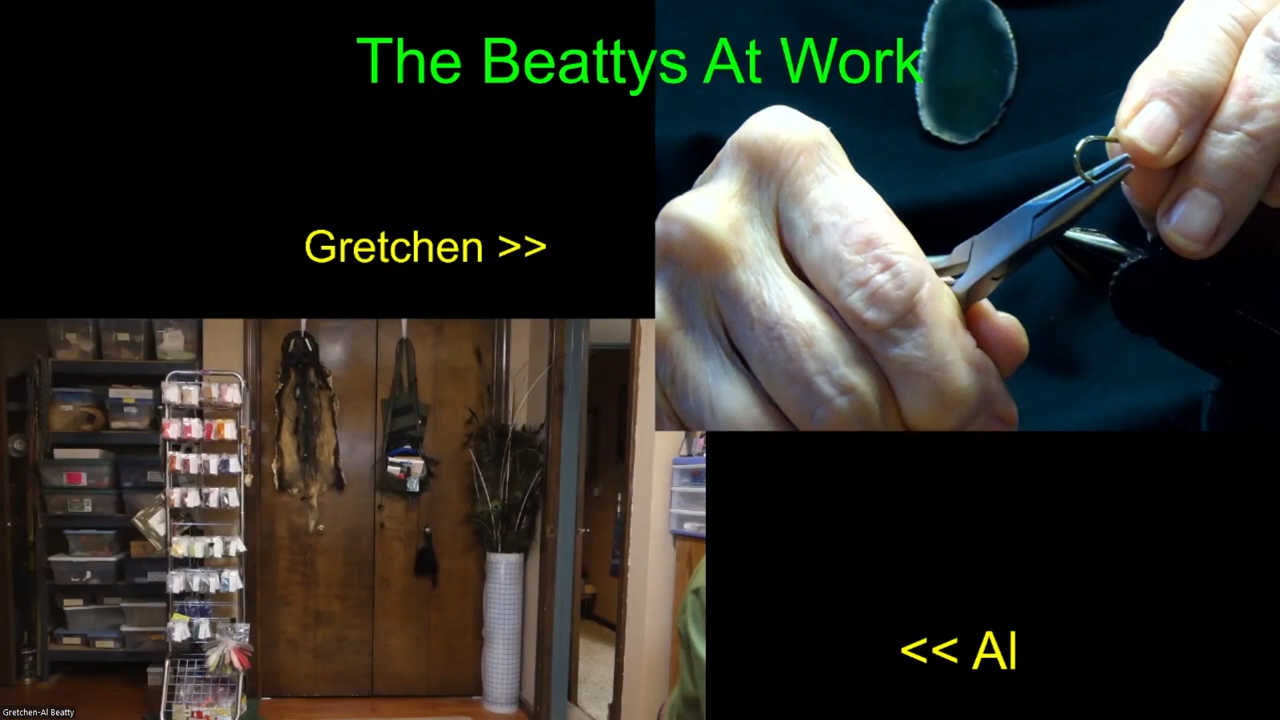 The Beattys At Work
Gretchen >>
<< Al
Gretchen-Al Beatty